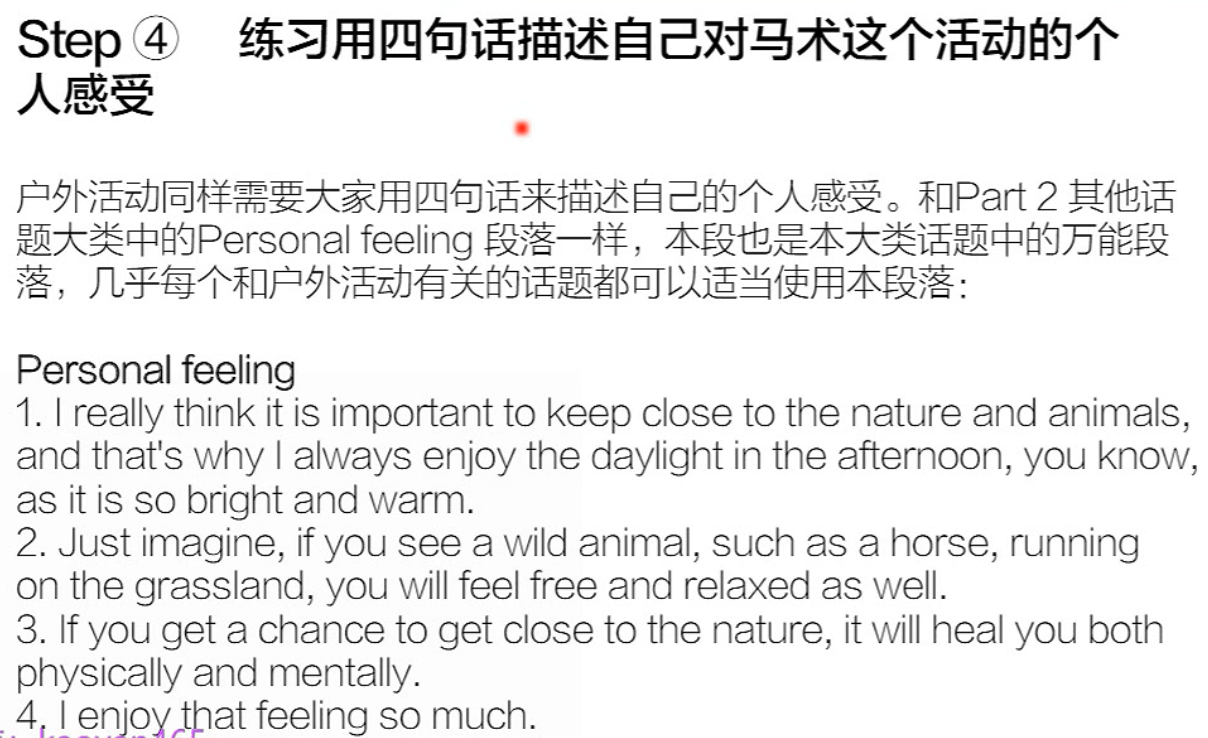 Step ④ 练习用四句话描述自己对马术这个活动的个
人感受
户外活动同样需要大家用四句话来描述自己的个人感受。和Part 2 其他话
题大类中的Personal feeling 段落一样，本段也是本大类话题中的万能段
落，几乎每个和户外活动有关的话题都可以适当使用本段落：
Personal feeling
1. I really think it is important to keep close to the nature and animals,
and that's why I always enjoy the daylight in the afternoon, you know,
as it is so bright and warm.
2. Just imagine, if you see a wild animal, such as a horse, running
on the grassland, you will feel free and relaxed as well.
3. If you get a chance to get close to the nature, it will heal you both
physically and mentally.
4. I enjoy that feeling so much.